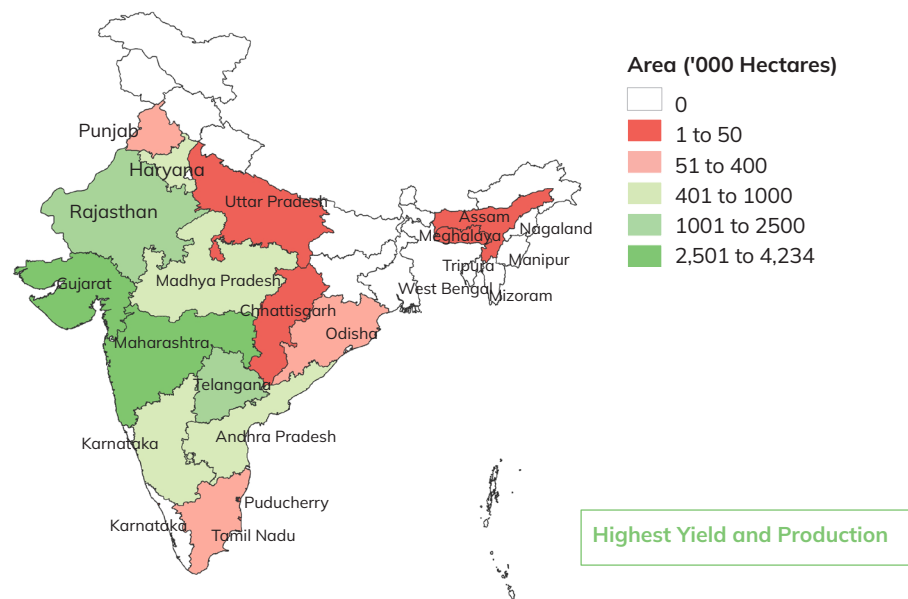 Area ('000 Hectares)
0
1 to 50
51 to 400
401 to 1000
1001 to 2500
2,501 to 4,234
Punjab
Haryana
Rajasthan
Uttar Pradesh
Assam
Nagaland
Meghalaya
Manipur
Tripura
Gujarat
Madhya Pradesh
West Bengal
Mizoram
Chhattisgarh
Odisha
Maharashtra
Telangana
Karnataka
Andhra Pradesh
Puducherry
Karnataka
Tamil Nadu
Highest Yield and Production